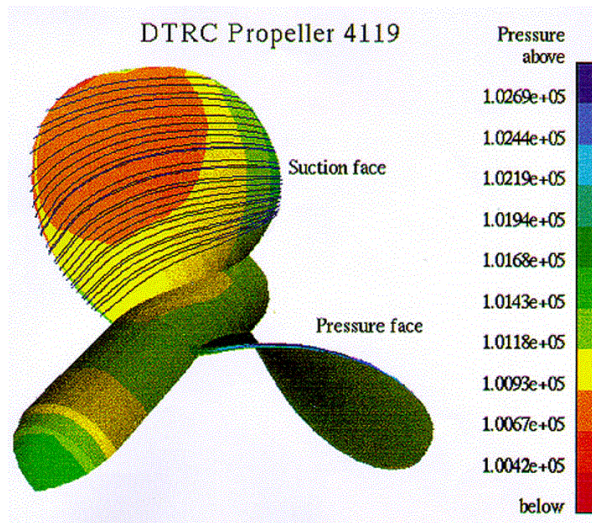 DTRC Propeller 4119
Pressure
above
1.0269e+05
1.0244e+05
1.0219e+05
1.0194e+05
1.0168e+05
1.0143e+05
1.0118e+05
1.0093e+05
1.0067e+05
1.0042e+05
below
Suction face
Pressure face